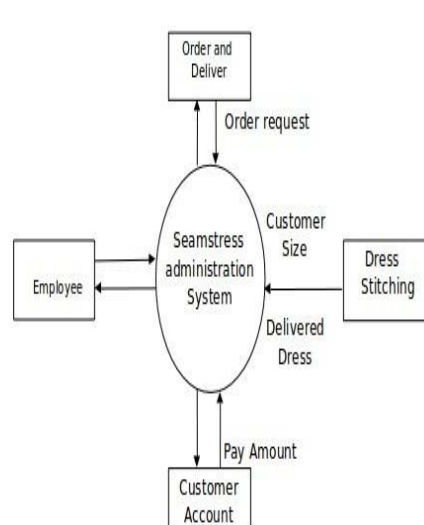 Order and
Deliver
Order request
Customer
Size
Seamstress
administration
System
Dress
Stitching
Employee
Delivered
Dress
Pay Amount
Customer
Account